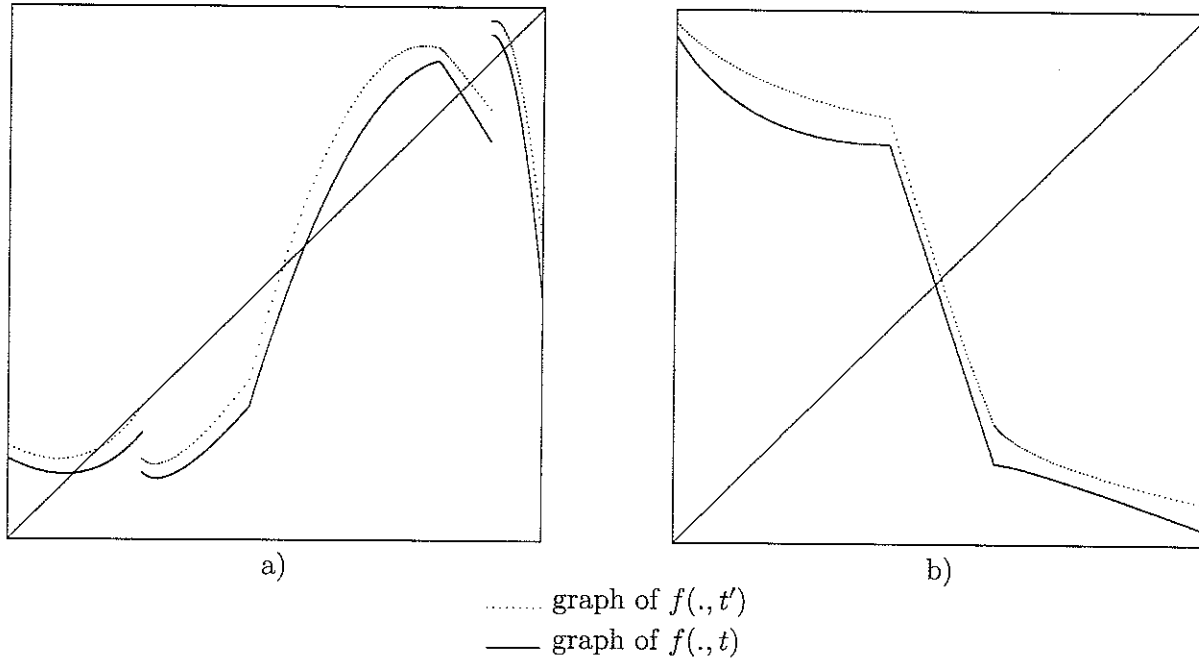 a)
b)
graph of f(., t')
graph of f(., t)